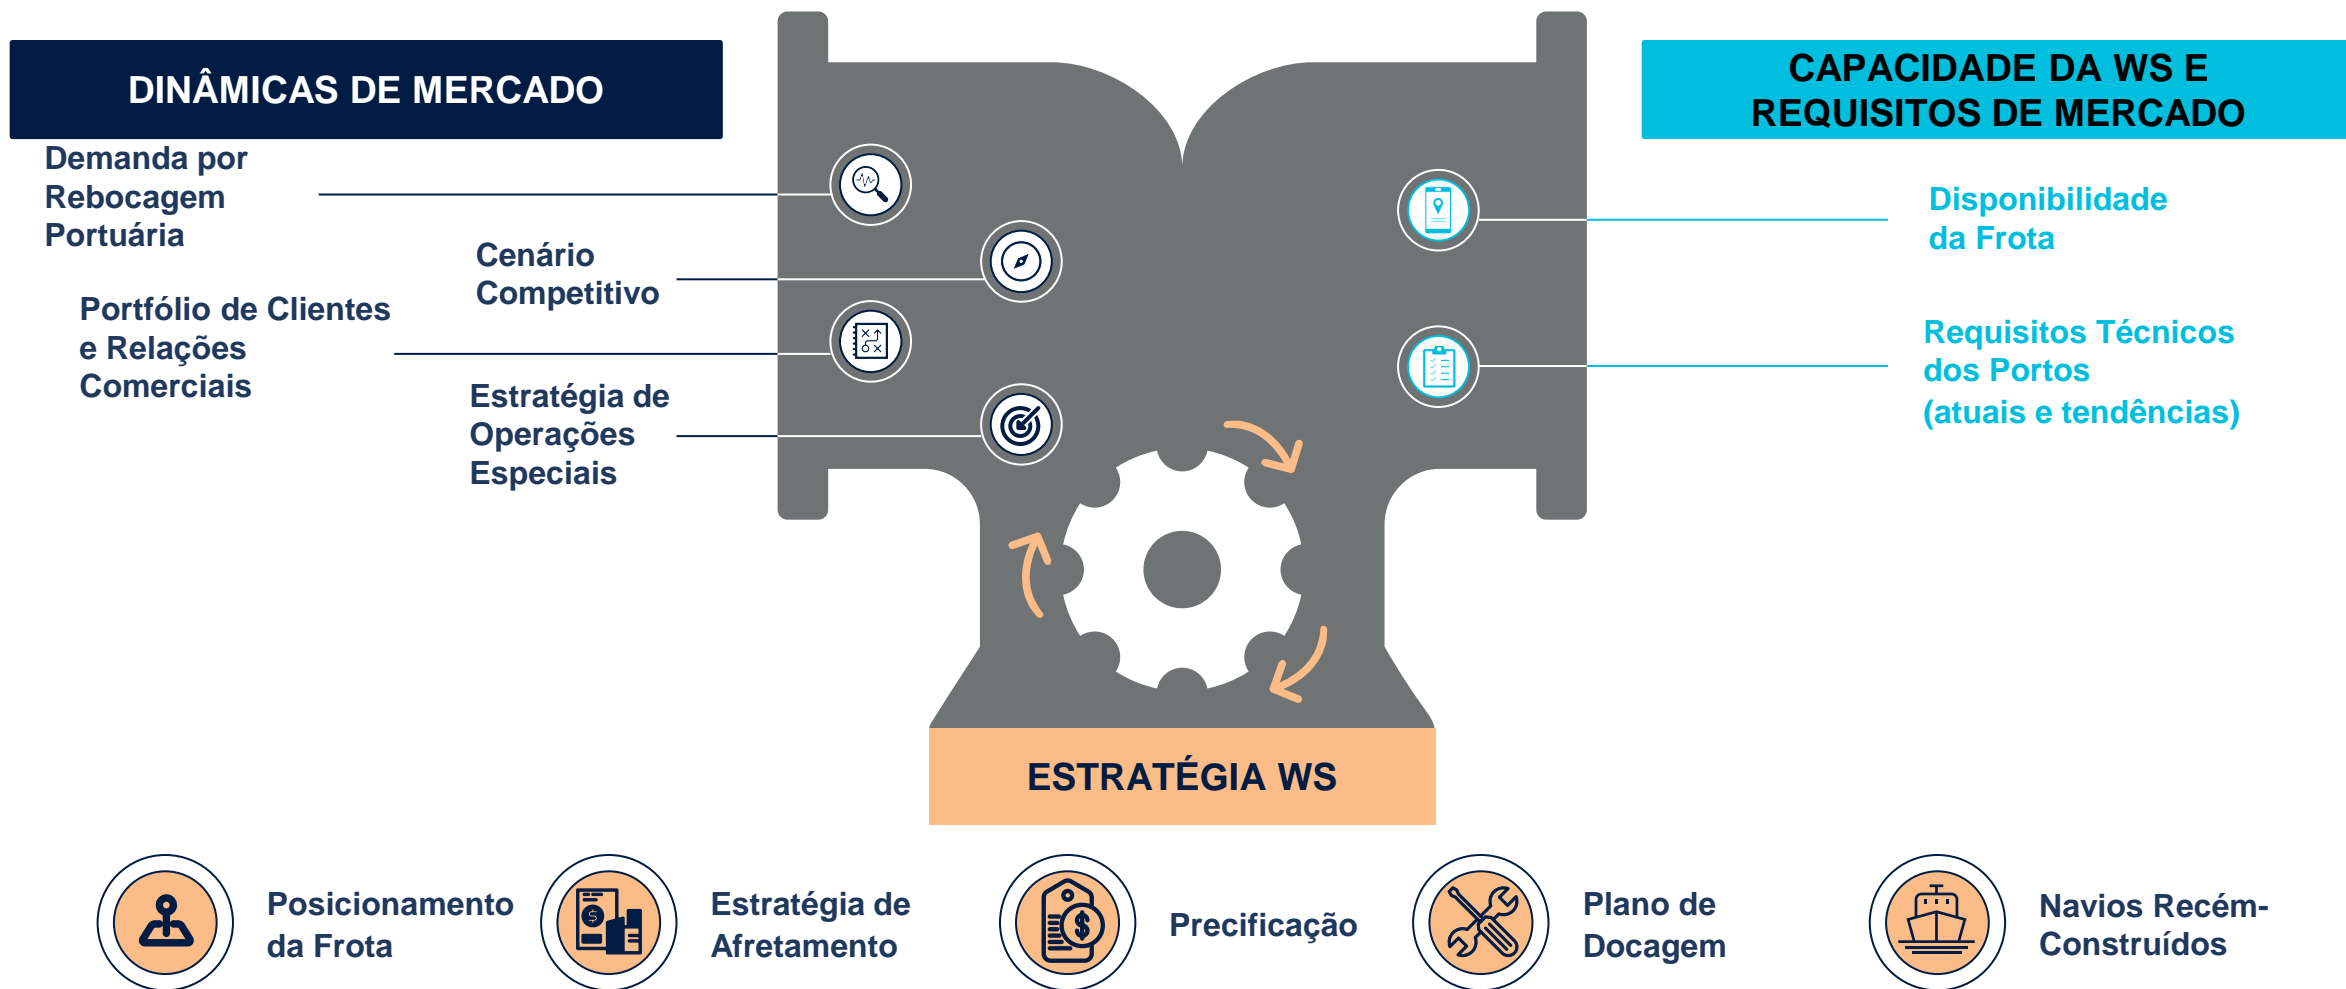 DINÂMICAS DE MERCADO
Demanda por
Rebocagem
Portuária
Cenário
Competitivo
Portfólio de Clientes
e Relações
Comerciais
Estratégia de
Operações
Especiais
CAPACIDADE DA WS E
REQUISITOS DE MERCADO
Disponibilidade
da Frota
Requisitos Técnicos
dos Portos
(atuais e tendências)
ESTRATÉGIA WS
Posicionamento
da Frota
Estratégia de
Afretamento
Precificação
Plano de
Docagem
Navios Recém-
Construídos